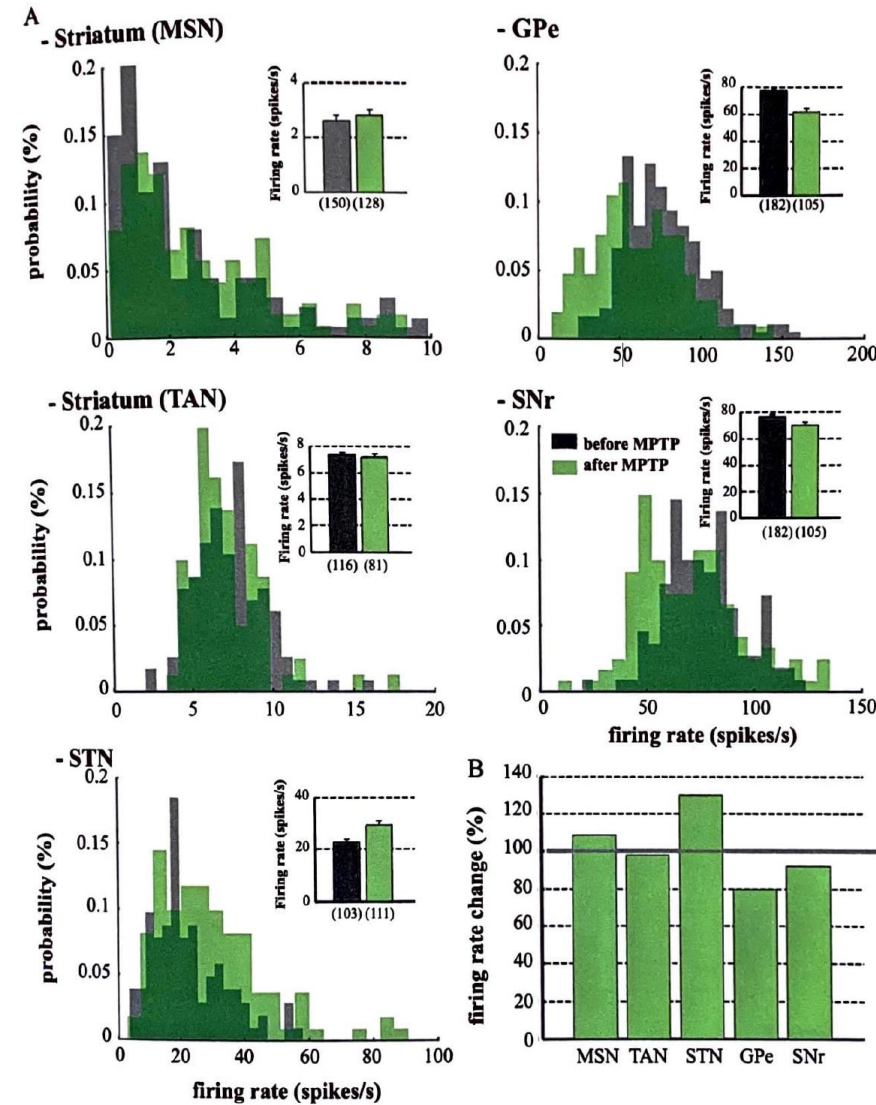 A
- Striatum (MSN)
probability (%)
0.2
0.15
0.1
0.05
0
0 2 4 6 8 10
Firing rate (spikes/s)
4
2
0
(150) (128)
- GPe
0.2
0.15
0.1
0.05
0
0 50 100 150 200
Firing rate (spikes/s)
80
60
0
(182) (105)
- Striatum (TAN)
probability (%)
0.2
0.15
0.1
0.05
0
0 5 10 15 20
Firing rate (spikes/s)
8
6
4
2
0
(116) (81)
- SNr
0.2
0.15
0.1
0.05
0
0 50 100 150
firing rate (spikes/s)
before MPTP
after MPTP
Firing rate (spikes/s)
80
60
40
20
0
(182) (105)
- STN
probability (%)
0.2
0.15
0.1
0.05
0
0 20 40 60 80 100
firing rate (spikes/s)
Firing rate (spikes/s)
40
20
0
(103) (111)
B
firing rate change (%)
140
120
100
80
60
40
20
0
MSN TAN STN GPe SNr